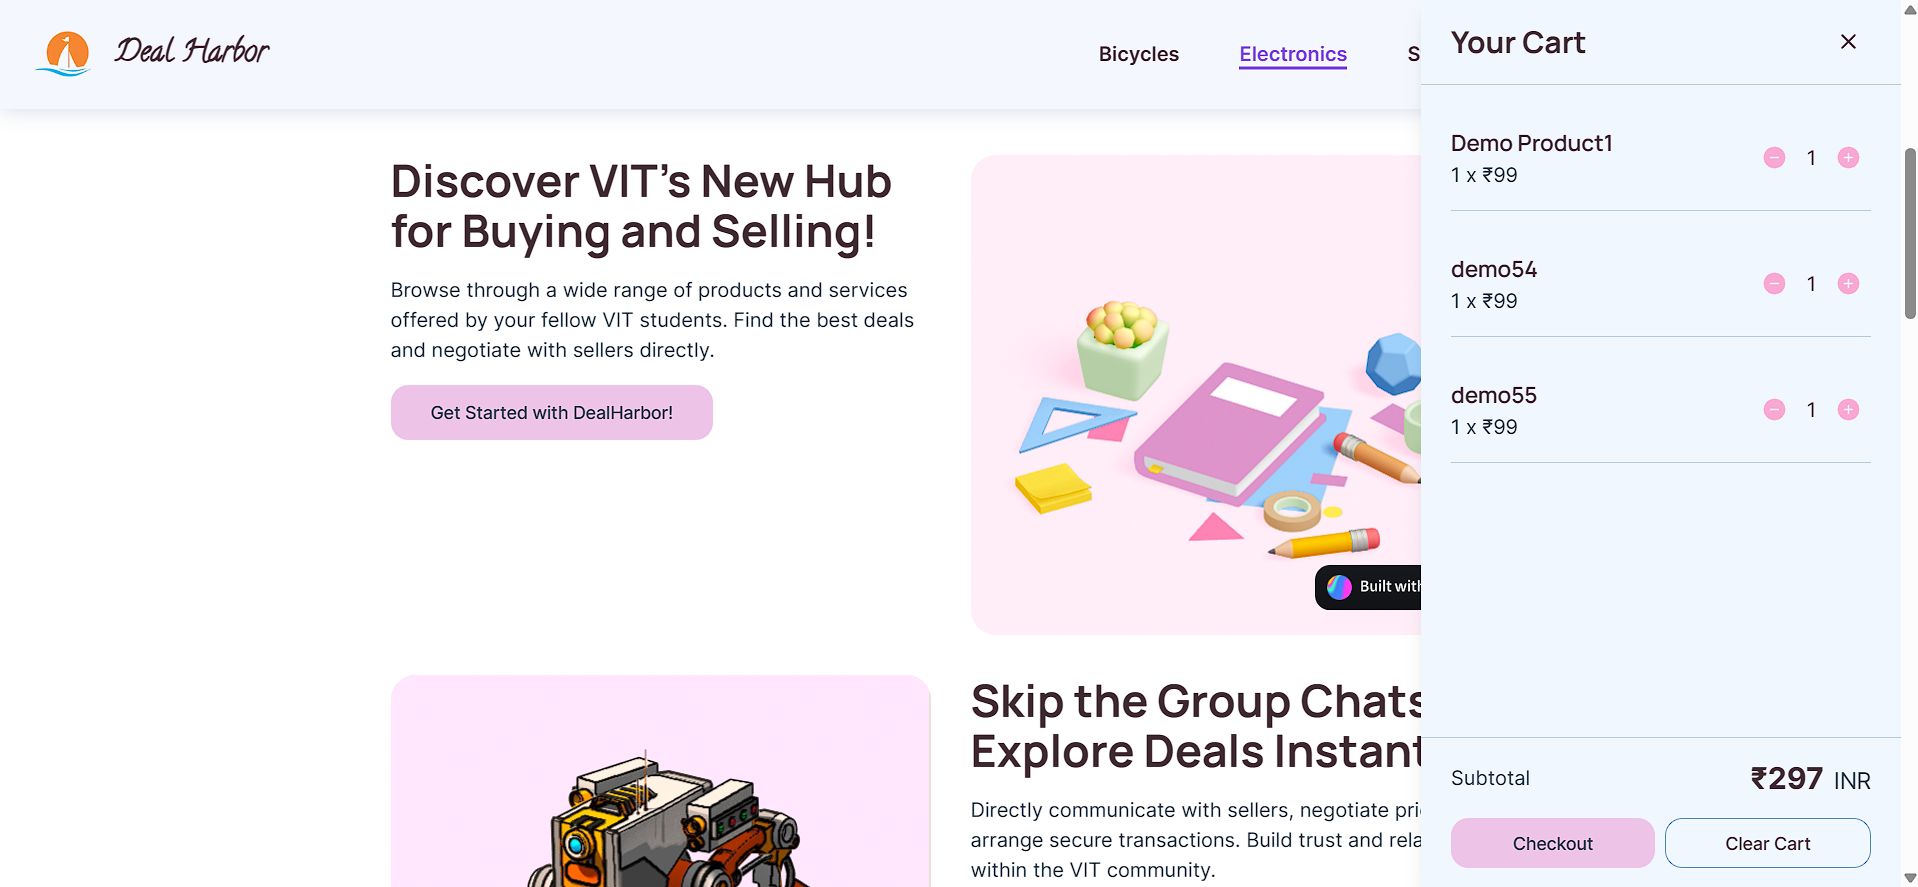 Deal Harbor
Bicycles
Electronics
S
Discover VIT's New Hub
for Buying and Selling!
Browse through a wide range of products and services
offered by your fellow VIT students. Find the best deals
and negotiate with sellers directly.
Get Started with DealHarbor!
Built with
Skip the Group Chats
Explore Deals Instant
Directly communicate with sellers, negotiate pri
arrange secure transactions. Build trust and rela
within the VIT community.
Your Cart
Demo Product1
1 x ₹99
1
demo54
1 x ₹99
1
demo55
1 x ₹99
1
Subtotal
₹297 INR
Checkout
Clear Cart